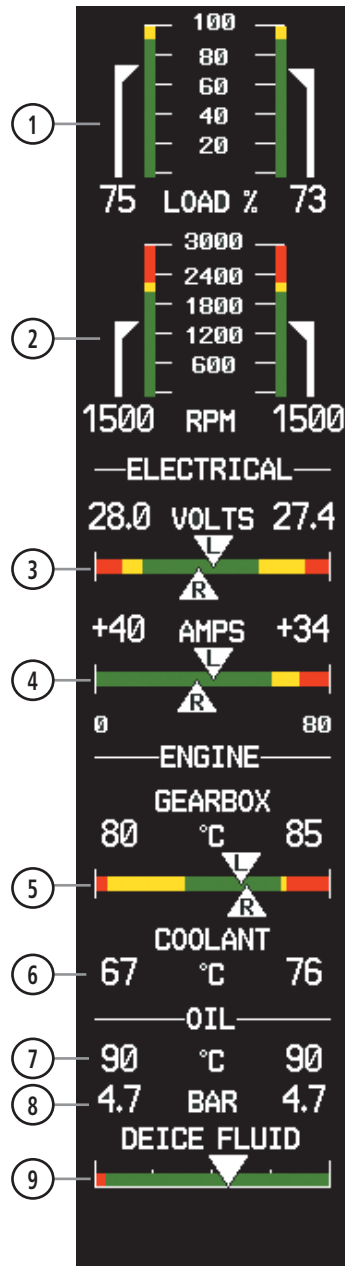 100
80
60
1
40
20
75 LOAD % 73
3000
2400
1800
2
1200
600
1500 RPM 1500
ELECTRICAL
28.0 VOLTS 27.4
L
3
R
+40 AMPS +34
L
4
R
0 80
ENGINE
GEARBOX
80 °C 85
L
5
R
COOLANT
6 67 °C 76
OIL
7 90 °C 90
8 4.7 BAR 4.7
DEICE FLUID
9